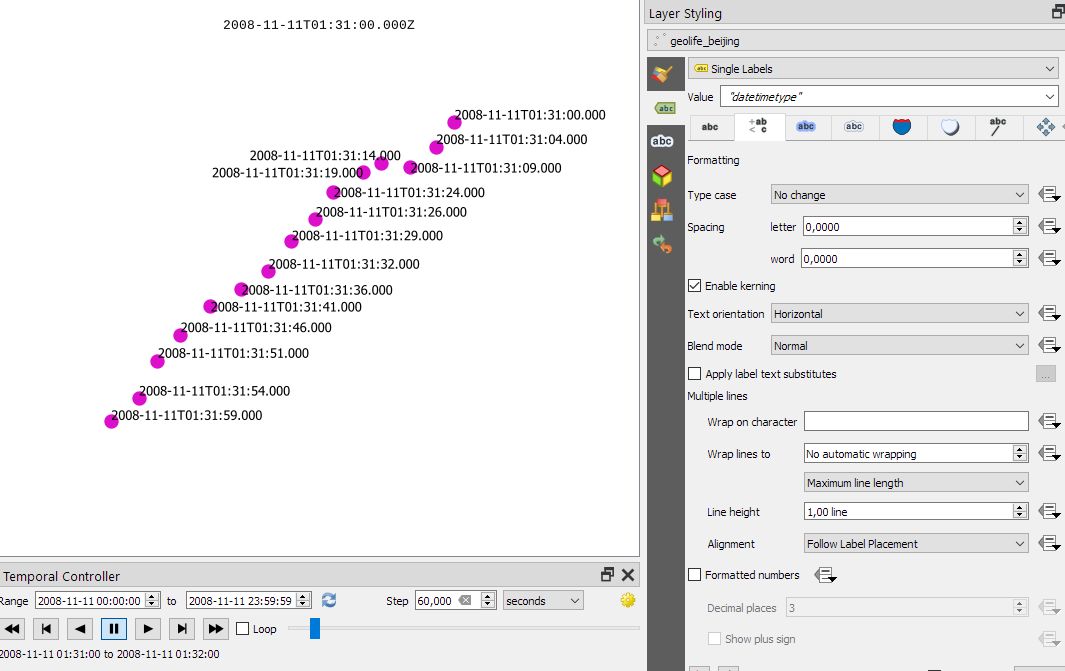 2008-11-11T01:31:00.000Z
2008-11-11T01:31:00.000
2008-11-11T01:31:04.000
2008-11-11T01:31:14.000
2008-11-11T01:31:09.000
2008-11-11T01:31:19.000
2008-11-11T01:31:24.000
2008-11-11T01:31:26.000
2008-11-11T01:31:29.000
2008-11-11T01:31:32.000
2008-11-11T01:31:36.000
2008-11-11T01:31:41.000
2008-11-11T01:31:46.000
2008-11-11T01:31:51.000
2008-11-11T01:31:54.000
2008-11-11T01:31:59.000
Temporal Controller
Range 2008-11-11 00:00:00 to 2008-11-11 23:59:59 Step 60,000 seconds
Loop
2008-11-11 01:31:00 to 2008-11-11 01:32:00
Layer Styling
geolife_beijing
abc Single Labels
Value "datetimetype"
abc
abc
abc +ab < c abc abc abc
Formatting
Type case No change
Spacing letter 0,0000
word 0,0000
Enable kerning
Text orientation Horizontal
Blend mode Normal
Apply label text substitutes ...
Multiple lines
Wrap on character
Wrap lines to No automatic wrapping
Maximum line length
Line height 1,00 line
Alignment Follow Label Placement
Formatted numbers
Decimal places 3
Show plus sign